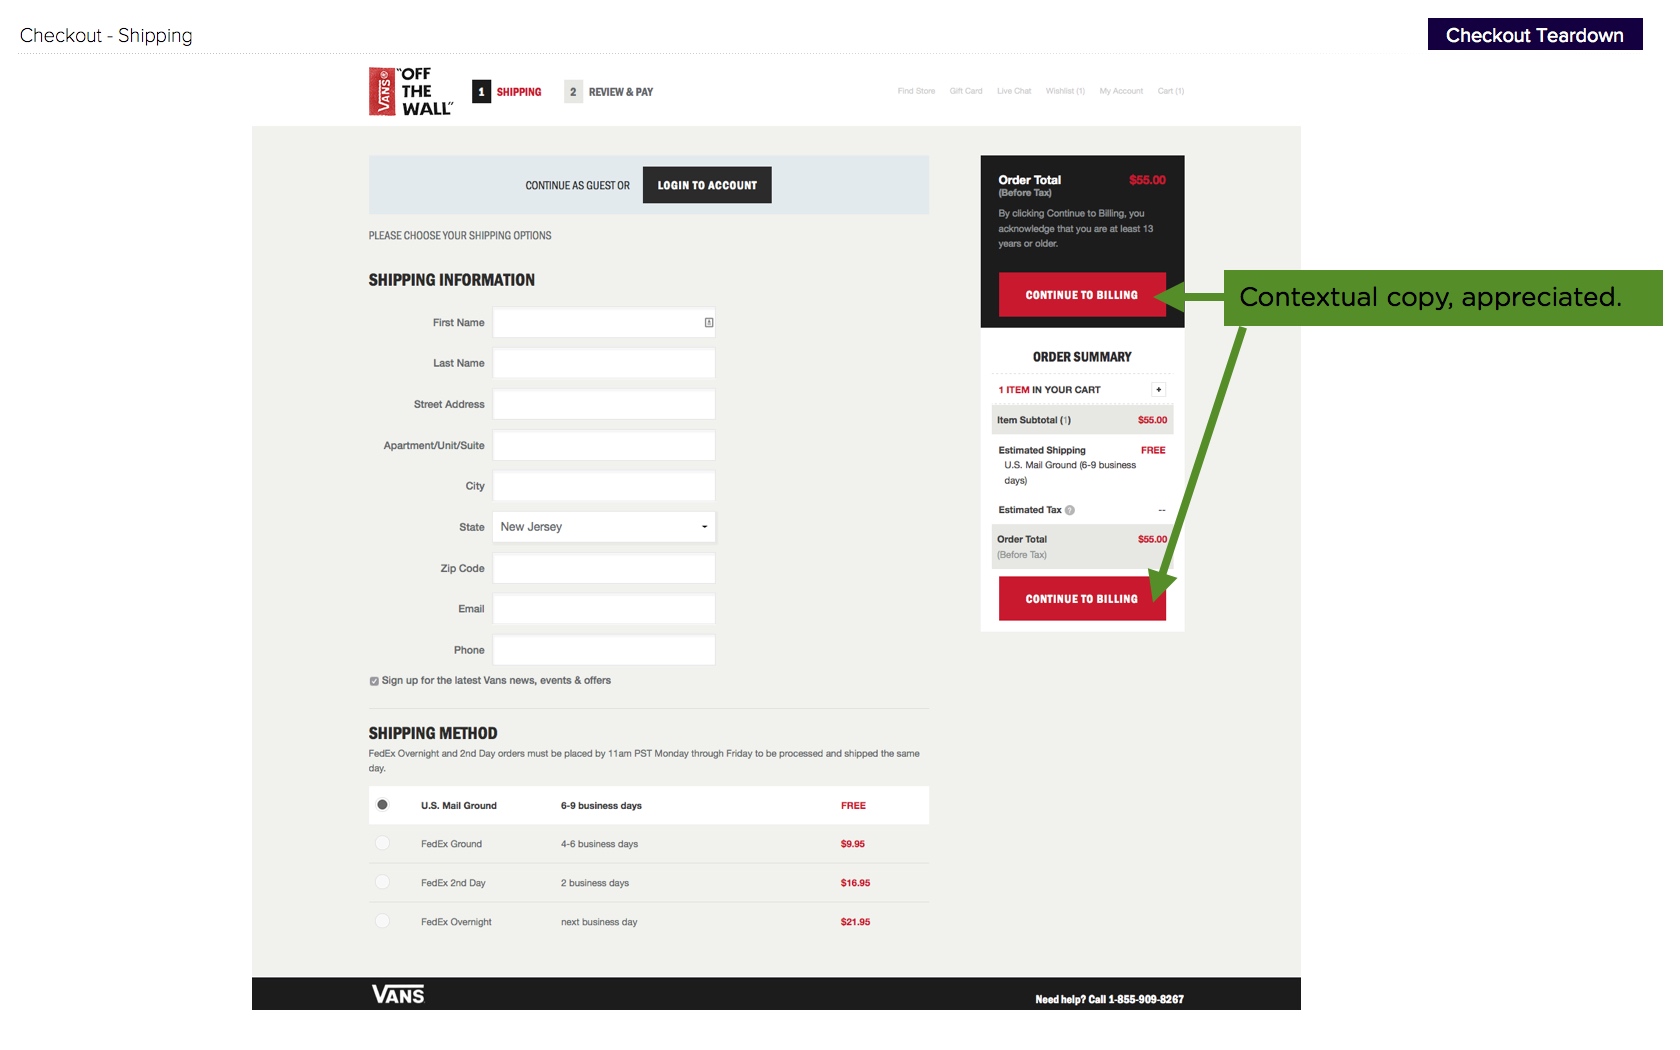 Checkout - Shipping
Checkout Teardown
VANS® "OFF THE WALL"
1 SHIPPING
2 REVIEW & PAY
Find Store
Gift Card
Live Chat
Wishlist (1)
My Account
Cart (1)
CONTINUE AS GUEST OR
LOGIN TO ACCOUNT
PLEASE CHOOSE YOUR SHIPPING OPTIONS
SHIPPING INFORMATION
First Name
Last Name
Street Address
Apartment/Unit/Suite
City
State
New Jersey
Zip Code
Email
Phone
Sign up for the latest Vans news, events & offers
SHIPPING METHOD
FedEx Overnight and 2nd Day orders must be placed by 11am PST Monday through Friday to be processed and shipped the same
day.
U.S. Mail Ground 6-9 business days FREE
FedEx Ground 4-6 business days $9.95
FedEx 2nd Day 2 business days $16.95
FedEx Overnight next business day $21.95
Order Total $55.00
(Before Tax)
By clicking Continue to Billing, you
acknowledge that you are at least 13
years or older.
CONTINUE TO BILLING
Contextual copy, appreciated.
ORDER SUMMARY
1 ITEM IN YOUR CART +
Item Subtotal (1) $55.00
Estimated Shipping FREE
U.S. Mail Ground (6-9 business
days)
Estimated Tax ? --
Order Total $55.00
(Before Tax)
CONTINUE TO BILLING
VANS
Need help? Call 1-855-909-8267